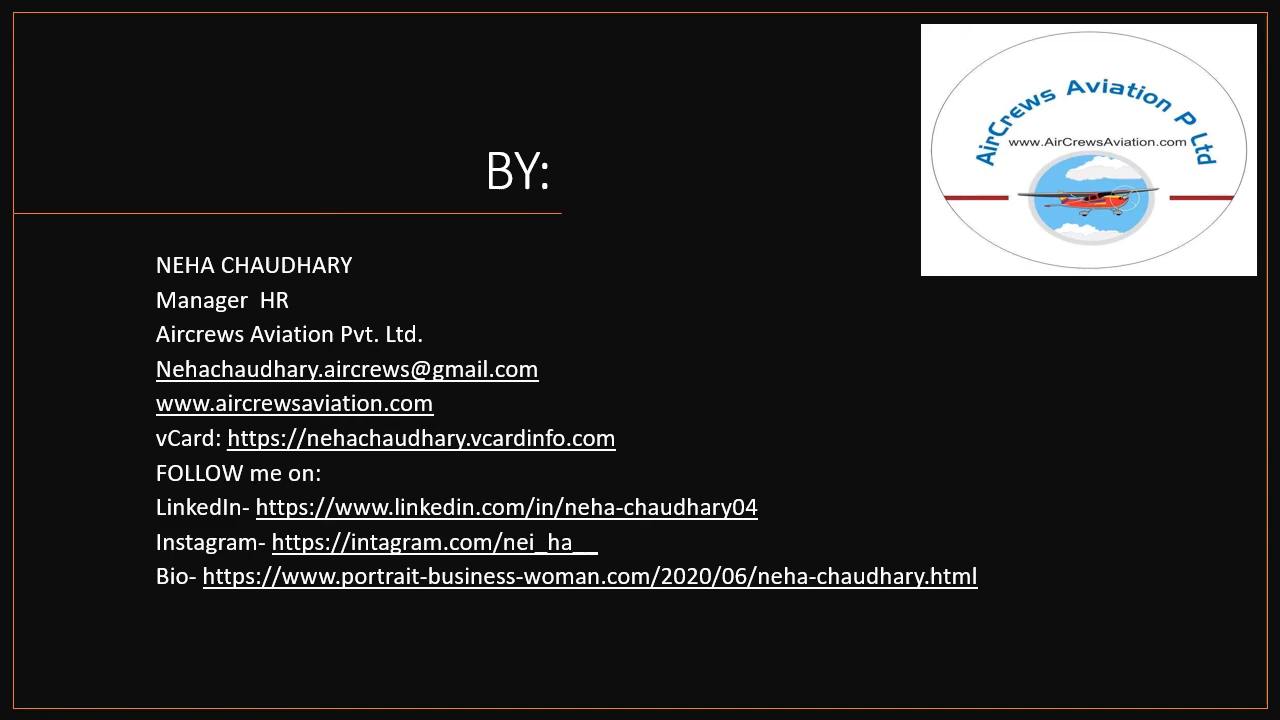 AirCrews Aviation P Ltd
www.AirCrewsAviation.com
BY:
NEHA CHAUDHARY
Manager  HR
Aircrews Aviation Pvt. Ltd.
Nehachaudhary.aircrews@gmail.com
www.aircrewsaviation.com
vCard: https://nehachaudhary.vcardinfo.com
FOLLOW me on:
LinkedIn- https://www.linkedin.com/in/neha-chaudhary04
Instagram- https://intagram.com/nei_ha__
Bio- https://www.portrait-business-woman.com/2020/06/neha-chaudhary.html